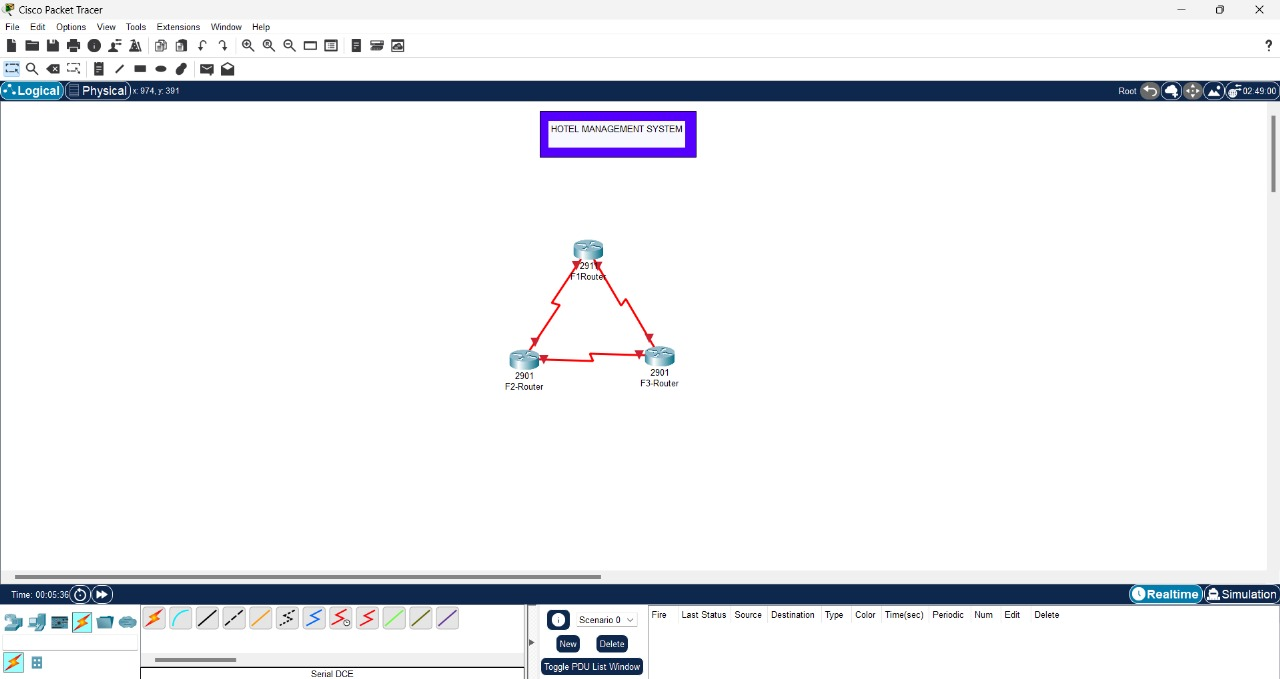 Cisco Packet Tracer
File Edit Options View Tools Extensions Window Help
?
Logical Physical x: 974, y: 391 Root 02:49:00
HOTEL MANAGEMENT SYSTEM
F1Router
2901
F2-Router
2901
F3-Router
Time: 00:05:36 Realtime Simulation
Scenario 0
New Delete
Toggle PDU List Window
Fire Last Status Source Destination Type Color Time(sec) Periodic Num Edit Delete
Serial DCE